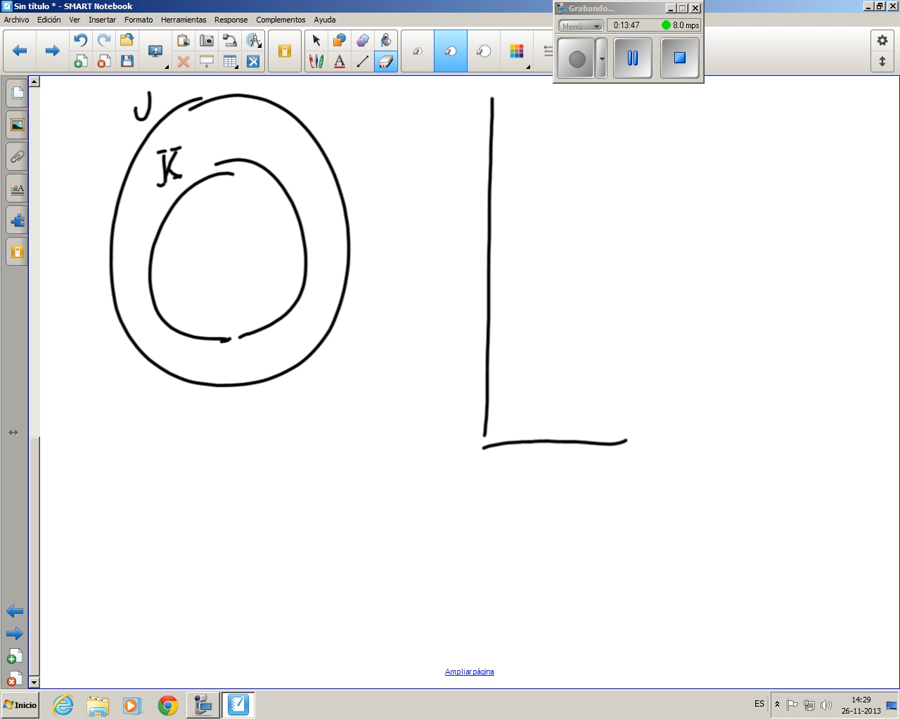 Sin título * - SMART Notebook
Archivo Edición Ver Insertar Formato Herramientas Response Complementos Ayuda
Grabando...
Menú 0:13:47 8.0 mps
J
K
Ampliar página
Inicio
ES 14:29
26-11-2013